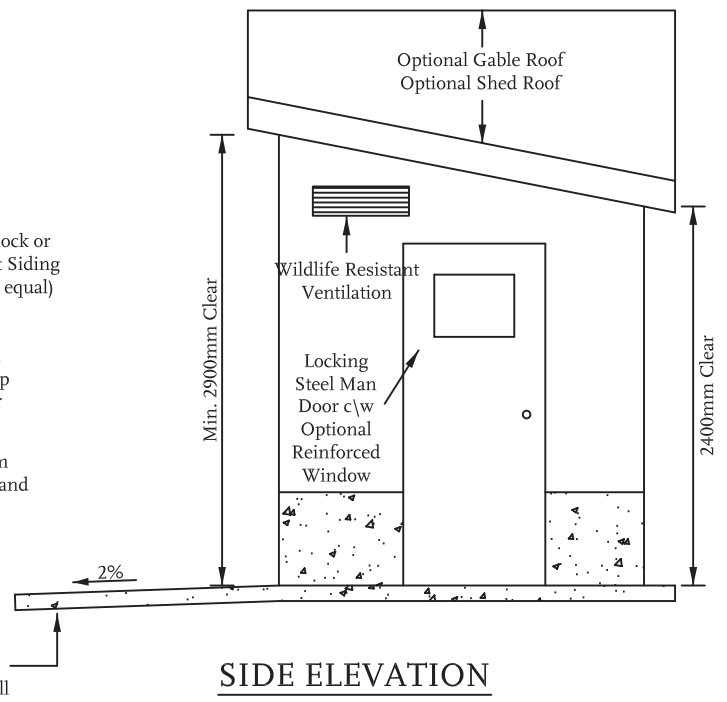 Optional Gable Roof
Optional Shed Roof
Wildlife Resistant
Ventilation
Min. 2900mm Clear
2400mm Clear
or
Siding
equal)
Locking
Steel Man
Door c\w
Optional
Reinforced
Window
and
2%
SIDE ELEVATION